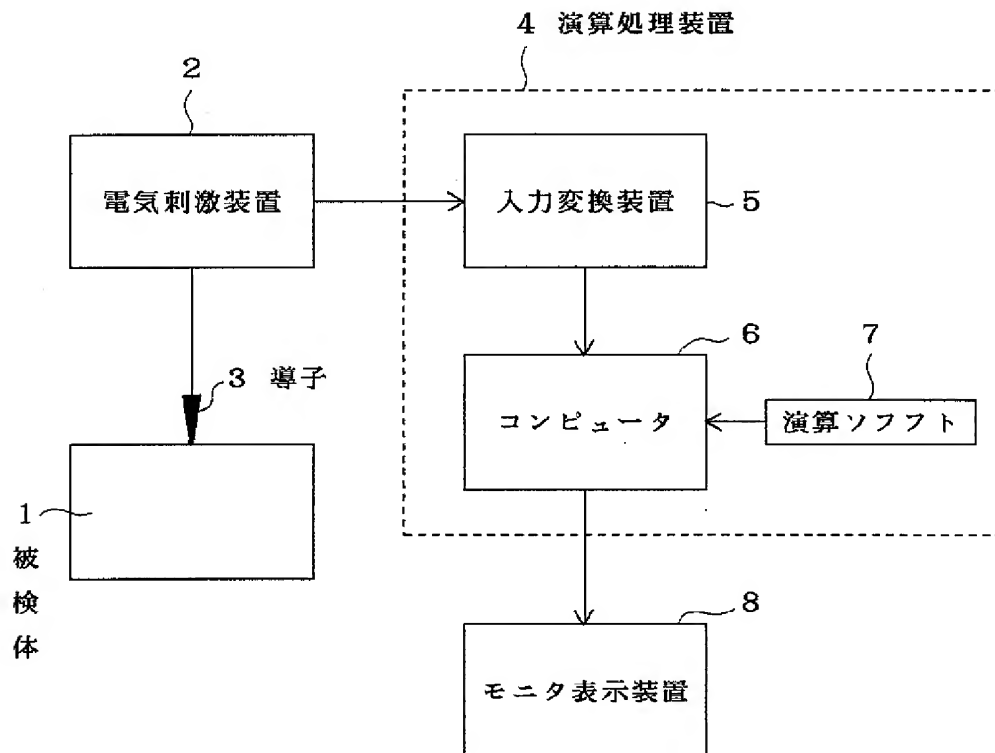 4 演算処理装置
2
電気刺激装置
入力変換装置
5
3 導子
6
7
コンピュータ
演算ソフフト
1
被検体
8
モニタ表示装置